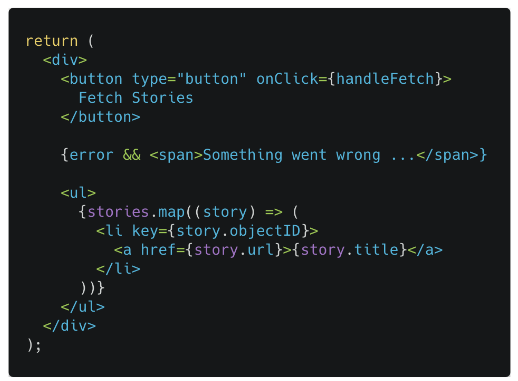 return (
  <div>
    <button type="button" onClick={handleFetch}>
      Fetch Stories
    </button>

    {error && <span>Something went wrong ...</span>}

    <ul>
      {stories.map((story) => (
        <li key={story.objectID}>
          <a href={story.url}>{story.title}</a>
        </li>
      ))}
    </ul>
  </div>
);